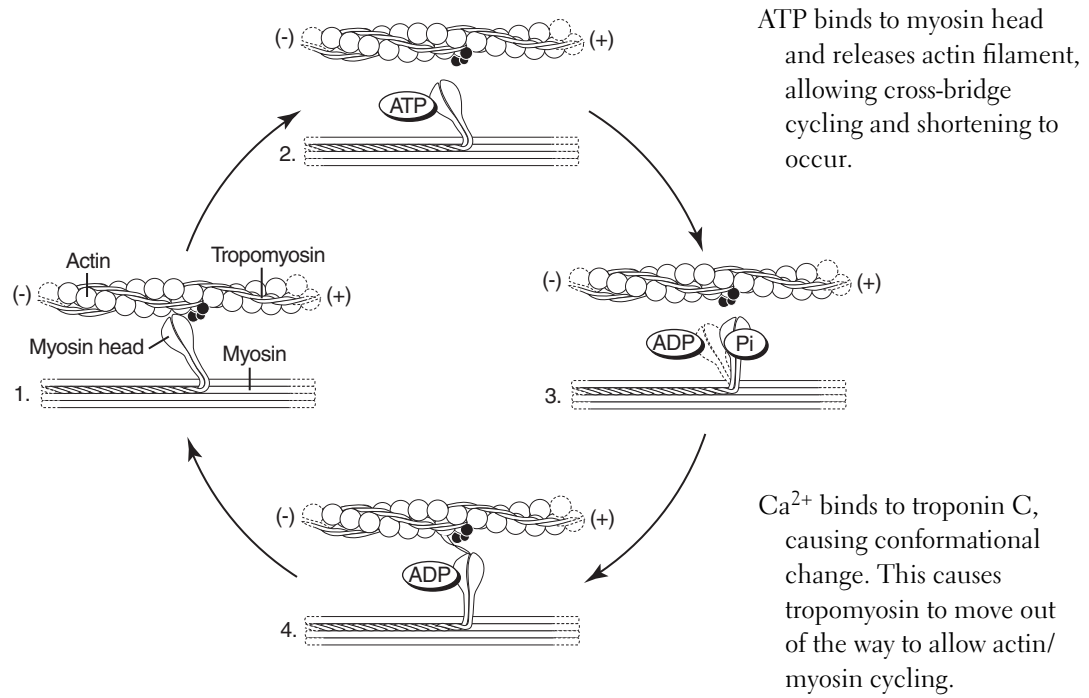 (-)
(+)
ATP
2.
ATP binds to myosin head
and releases actin filament,
allowing cross-bridge
cycling and shortening to
occur.
Actin
Tropomyosin
(-)
(+)
Myosin head
Myosin
1.
(-)
(+)
ADP
Pi
3.
(-)
(+)
ADP
4.
Ca²⁺ binds to troponin C,
causing conformational
change. This causes
tropomyosin to move out
of the way to allow actin/
myosin cycling.